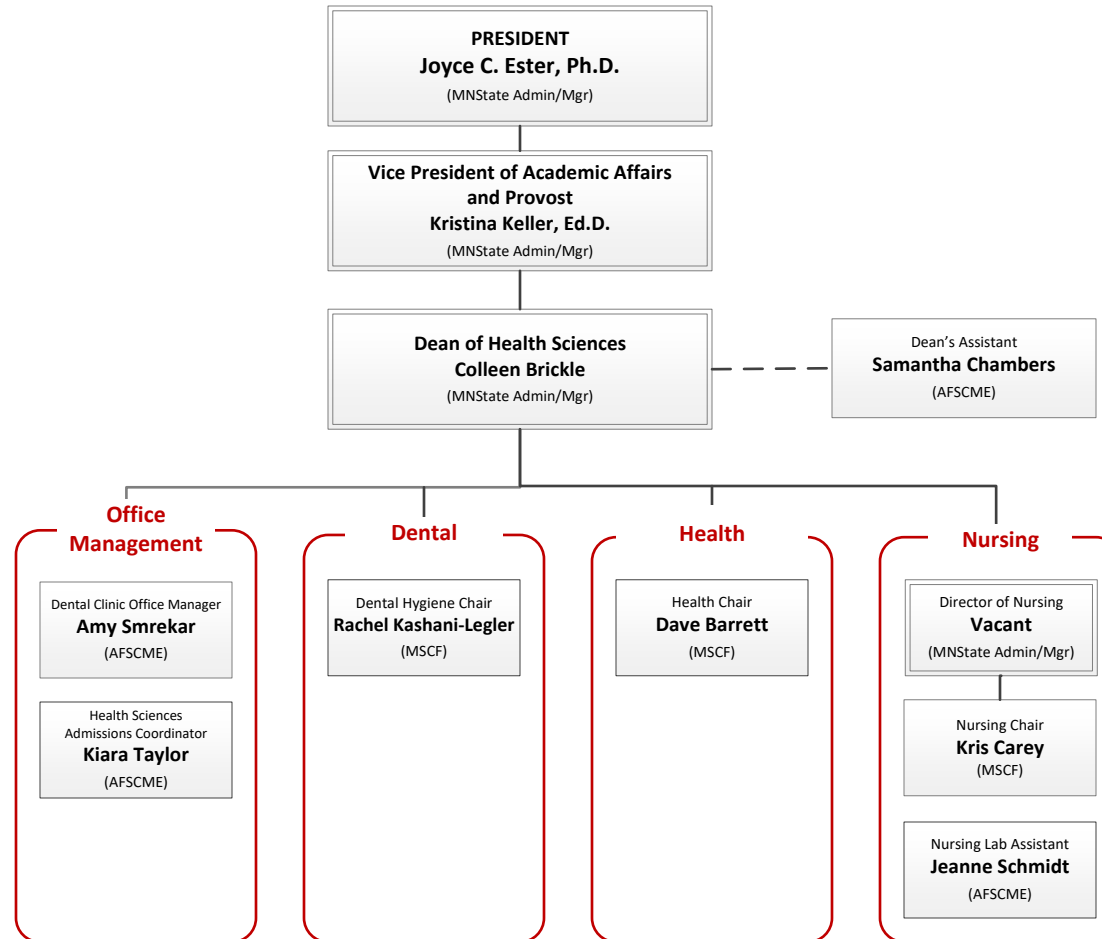 PRESIDENT
Joyce C. Ester, Ph.D.
(MNState Admin/Mgr)
Vice President of Academic Affairs
and Provost
Kristina Keller, Ed.D.
(MNState Admin/Mgr)
Dean of Health Sciences
Colleen Brickle
(MNState Admin/Mgr)
Dean’s Assistant
Samantha Chambers
(AFSCME)
Office
Management
Dental Clinic Office Manager
Amy Smrekar
(AFSCME)
Health Sciences
Admissions Coordinator
Kiara Taylor
(AFSCME)
Dental
Dental Hygiene Chair
Rachel Kashani-Legler
(MSCF)
Health
Health Chair
Dave Barrett
(MSCF)
Nursing
Director of Nursing
Vacant
(MNState Admin/Mgr)
Nursing Chair
Kris Carey
(MSCF)
Nursing Lab Assistant
Jeanne Schmidt
(AFSCME)